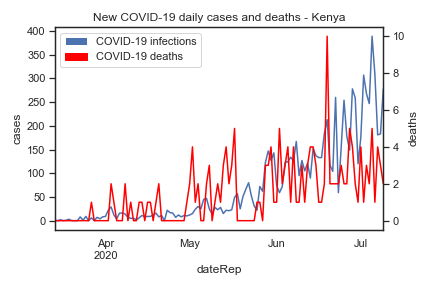 New COVID-19 daily cases and deaths - Kenya
COVID-19 infections
COVID-19 deaths
cases
400
350
300
250
200
150
100
50
0
deaths
10
8
6
4
2
0
Apr
2020
May
Jun
Jul
dateRep